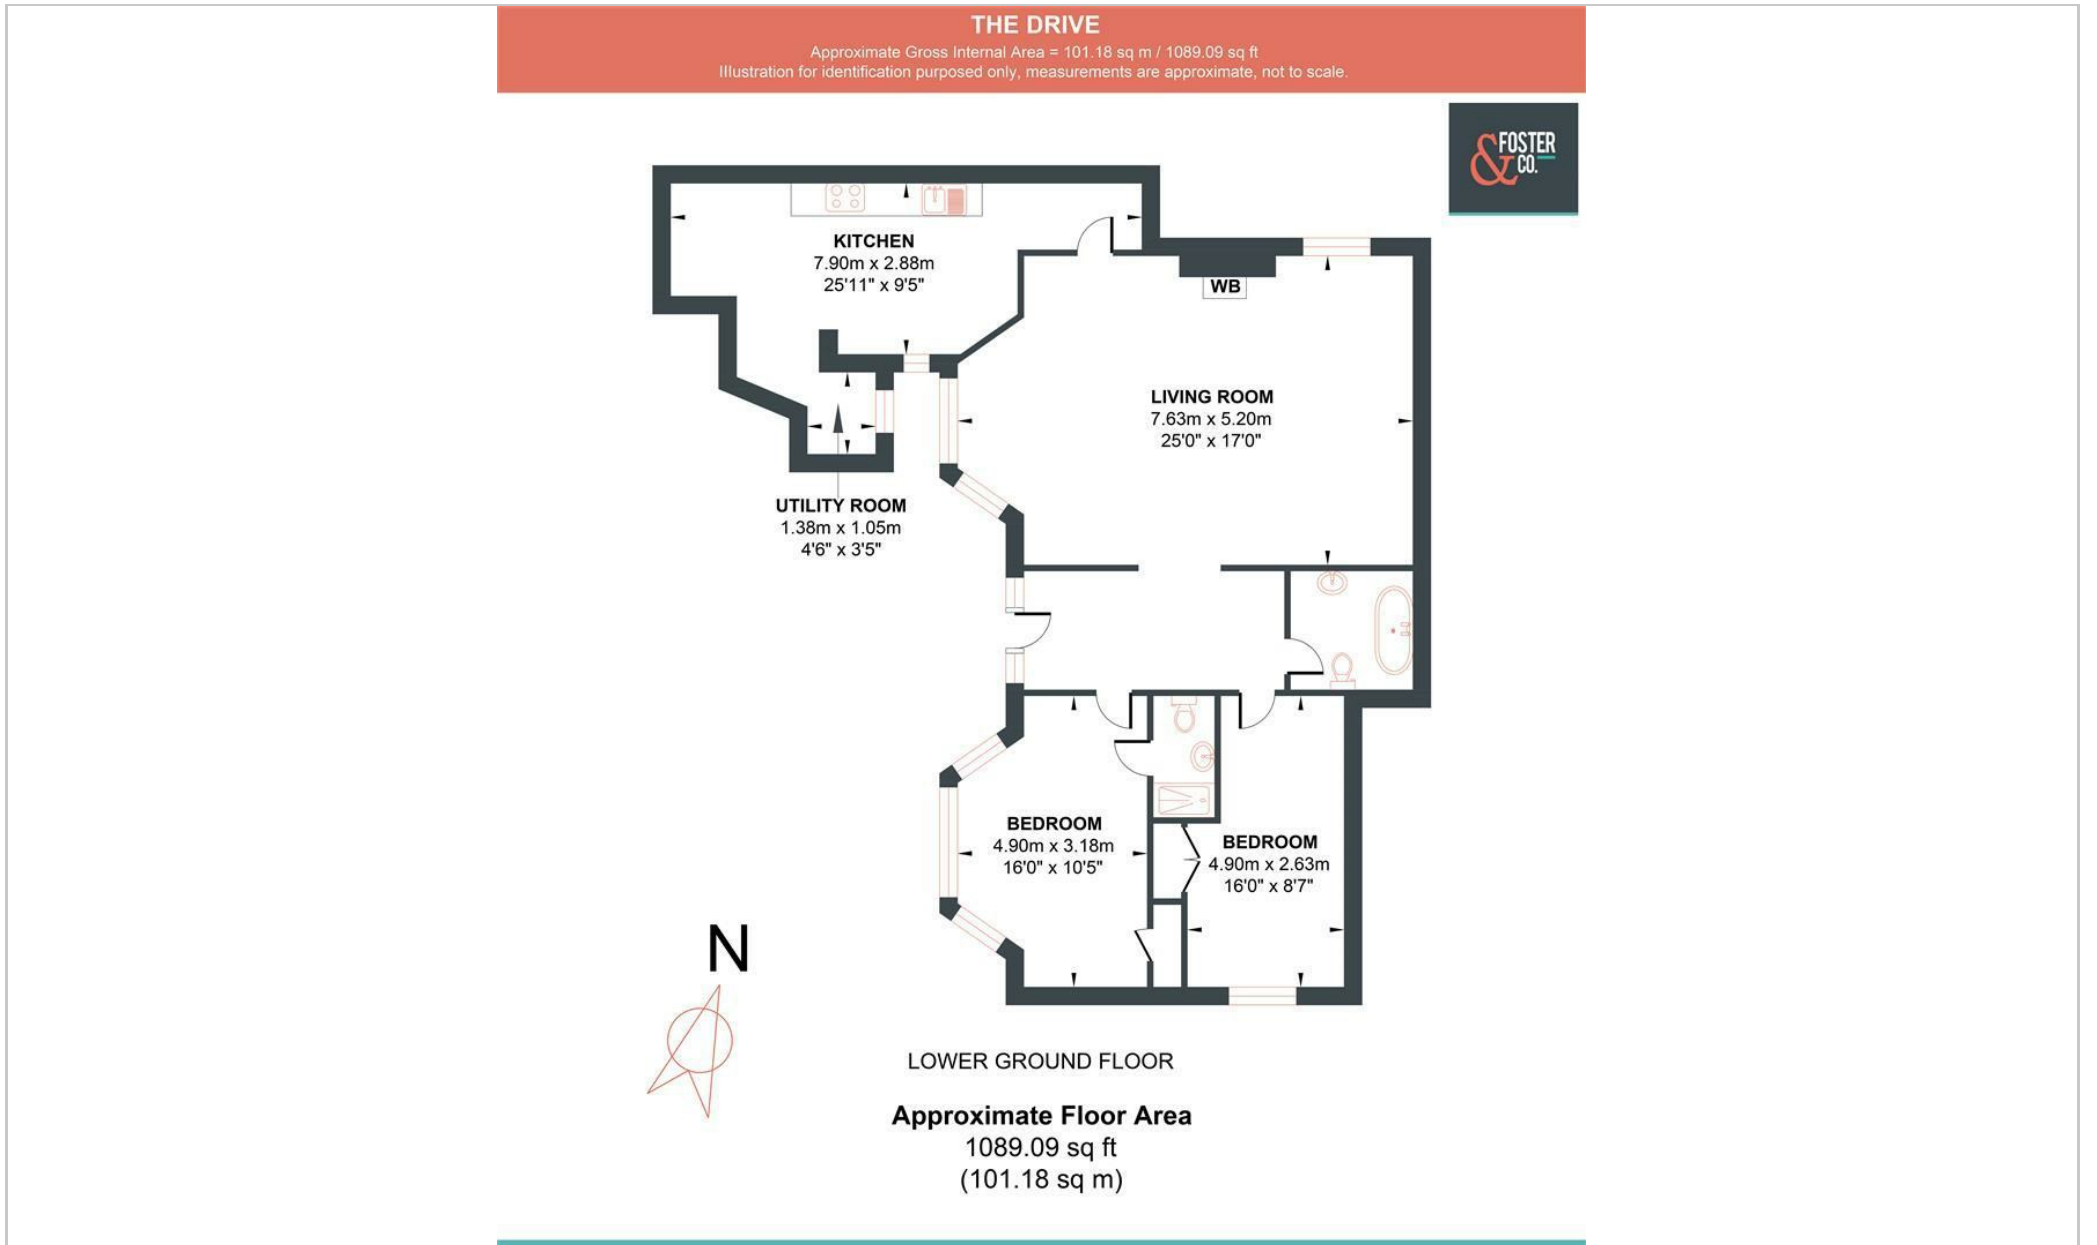 THE DRIVE
Approximate Gross Internal Area = 101.18 sq m / 1089.09 sq ft
Illustration for identification purposed only, measurements are approximate, not to scale.
& FOSTER
CO.
KITCHEN
7.90m x 2.88m
25'11" x 9'5"
WB
LIVING ROOM
7.63m x 5.20m
25'0" x 17'0"
UTILITY ROOM
1.38m x 1.05m
4'6" x 3'5"
BEDROOM
4.90m x 3.18m
16'0" x 10'5"
BEDROOM
4.90m x 2.63m
16'0" x 8'7"
N
LOWER GROUND FLOOR
Approximate Floor Area
1089.09 sq ft
(101.18 sq m)